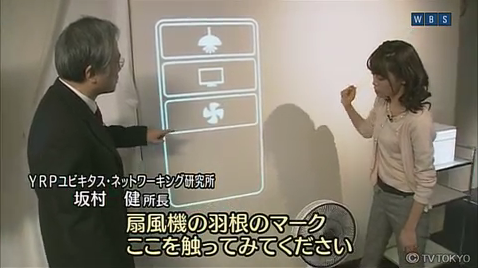 WBS
YRPユビキタス・ネットワーキング研究所
坂村 健 所長
扇風機の羽根のマーク
ここを触ってみてください
© TV TOKYO